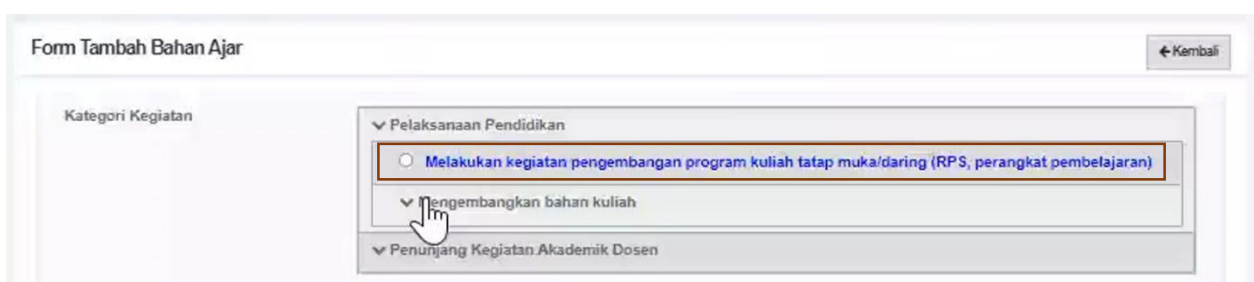 Form Tambah Bahan Ajar
Kembali
Kategori Kegiatan
Pelaksanaan Pendidikan
Melakukan kegiatan pengembangan program kuliah tatap muka/daring (RPS, perangkat pembelajaran)
Mengembangkan bahan kuliah
Penunjang Kegiatan Akademik Dosen